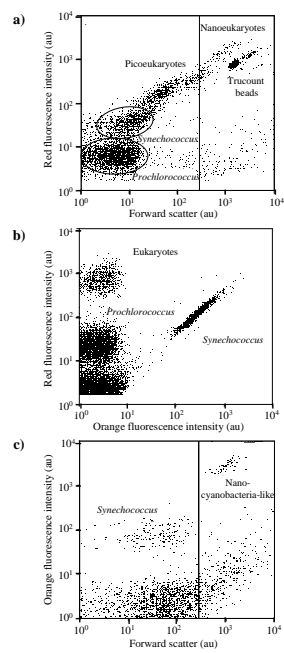 a)
Nanoeukaryotes
Picoeukaryotes
Trucount
beads
Synechococcus
Prochlorococcus
Red fluorescence intensity (au)
10⁴
10³
10²
10¹
10⁰
10⁰ 10¹ 10² 10³ 10⁴
Forward scatter (au)
b)
Eukaryotes
Prochlorococcus
Synechococcus
Red fluorescence intensity (au)
10⁴
10³
10²
10¹
10⁰
10⁰ 10¹ 10² 10³ 10⁴
Orange fluorescence intensity (au)
c)
Nano-
cyanobacteria-like
Synechococcus
Orange fluorescence intensity (au)
10⁴
10³
10²
10¹
10⁰
10⁰ 10¹ 10² 10³ 10⁴
Forward scatter (au)